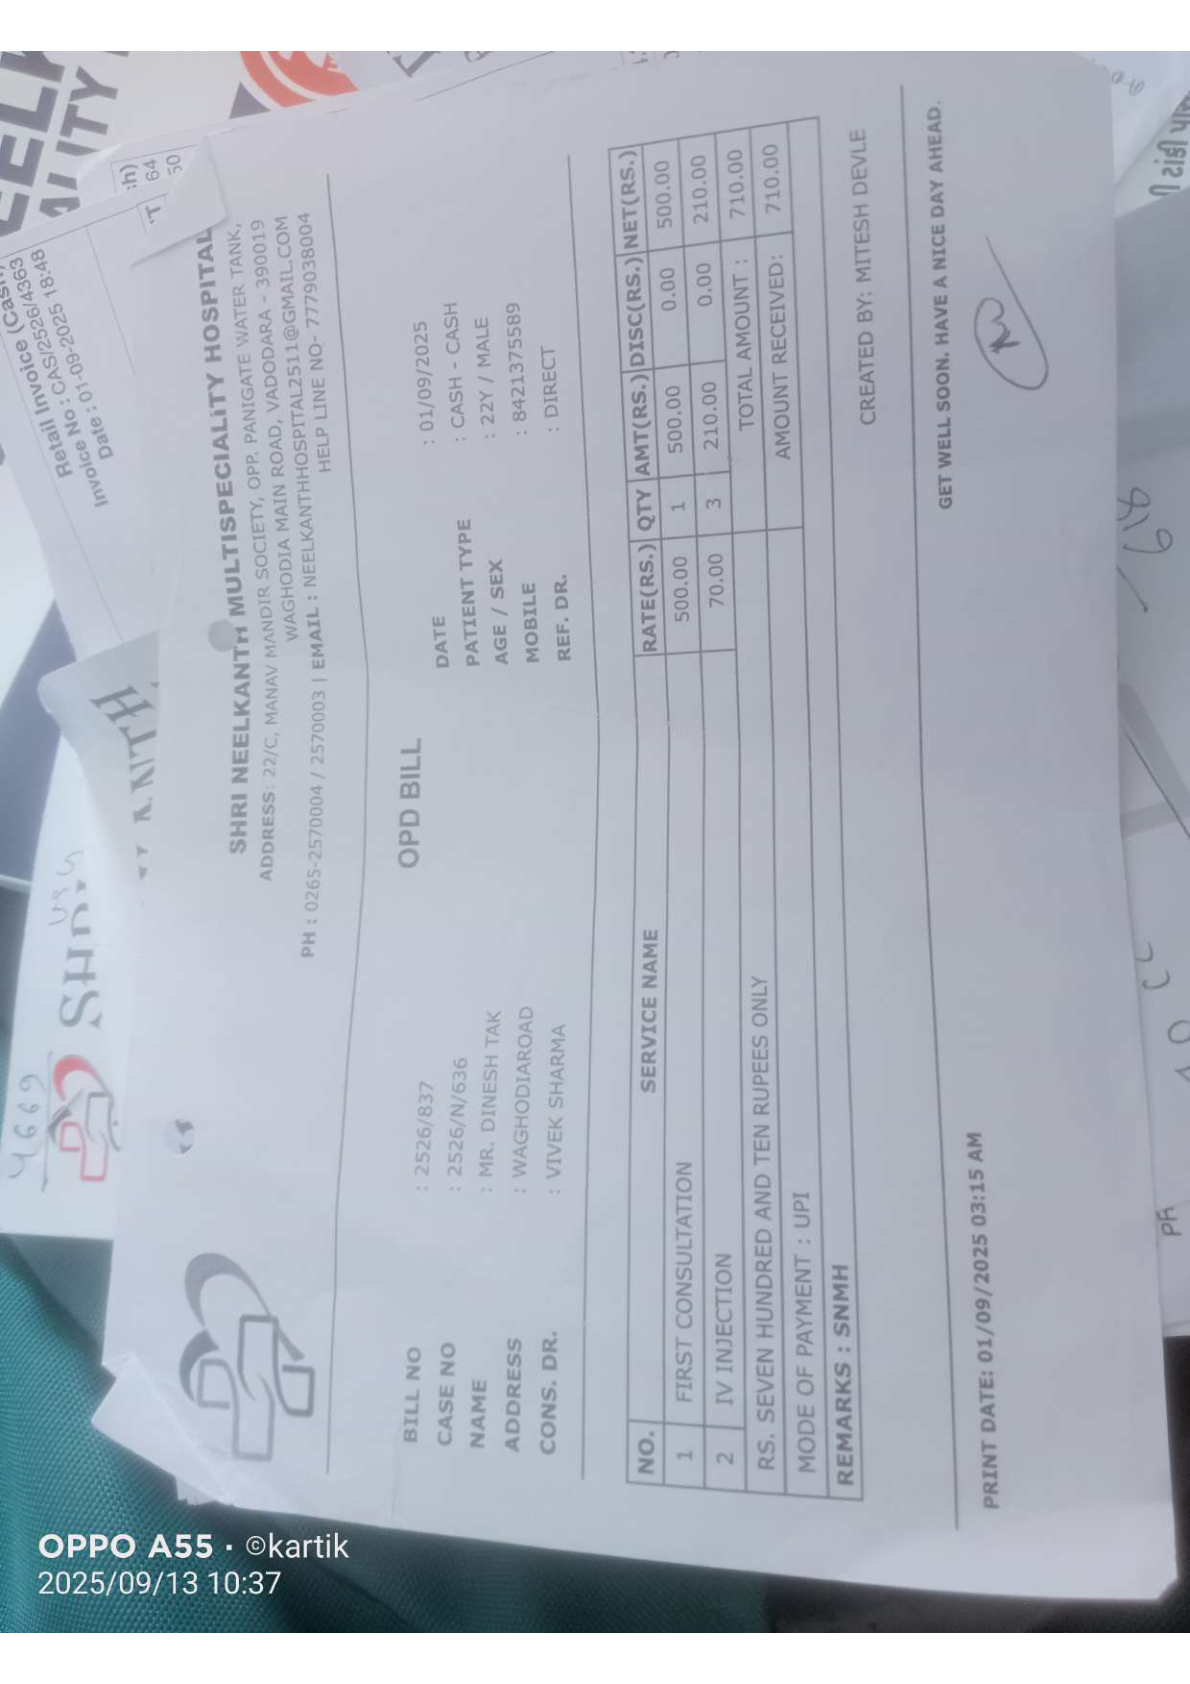 SHRI NEELKANTH MULTISPECIALITY HOSPITAL
ADDRESS: 22/C, MANAV MANDIR SOCIETY, OPP. PANIGATE WATER TANK,
WAGHODIA MAIN ROAD, VADODARA - 390019
PH : 0265-2570004 / 2570003 | EMAIL : NEELKANTHHOSPITAL2511@GMAIL.COM
HELP LINE NO- 7779038004
OPD BILL
BILL NO : 2526/837 DATE : 01/09/2025
CASE NO : 2526/N/636 PATIENT TYPE : CASH - CASH
NAME : MR. DINESH TAK AGE / SEX : 22Y / MALE
ADDRESS : WAGHODIAROAD MOBILE : 8421375589
CONS. DR. : VIVEK SHARMA REF. DR. : DIRECT
NO. SERVICE NAME RATE(RS.) QTY AMT(RS.) DISC(RS.) NET(RS.)
1 FIRST CONSULTATION 500.00 1 500.00 0.00 500.00
2 IV INJECTION 70.00 3 210.00 0.00 210.00
RS. SEVEN HUNDRED AND TEN RUPEES ONLY TOTAL AMOUNT : 710.00
MODE OF PAYMENT : UPI AMOUNT RECEIVED: 710.00
REMARKS : SNMH
CREATED BY: MITESH DEVLE
GET WELL SOON. HAVE A NICE DAY AHEAD.
PRINT DATE: 01/09/2025 03:15 AM
Retail Invoice (Cash)
Invoice No : CAS/2526/4363
Date : 01-09-2025 18:48
64
50
4669
OPPO A55 · ©kartik
2025/09/13 10:37